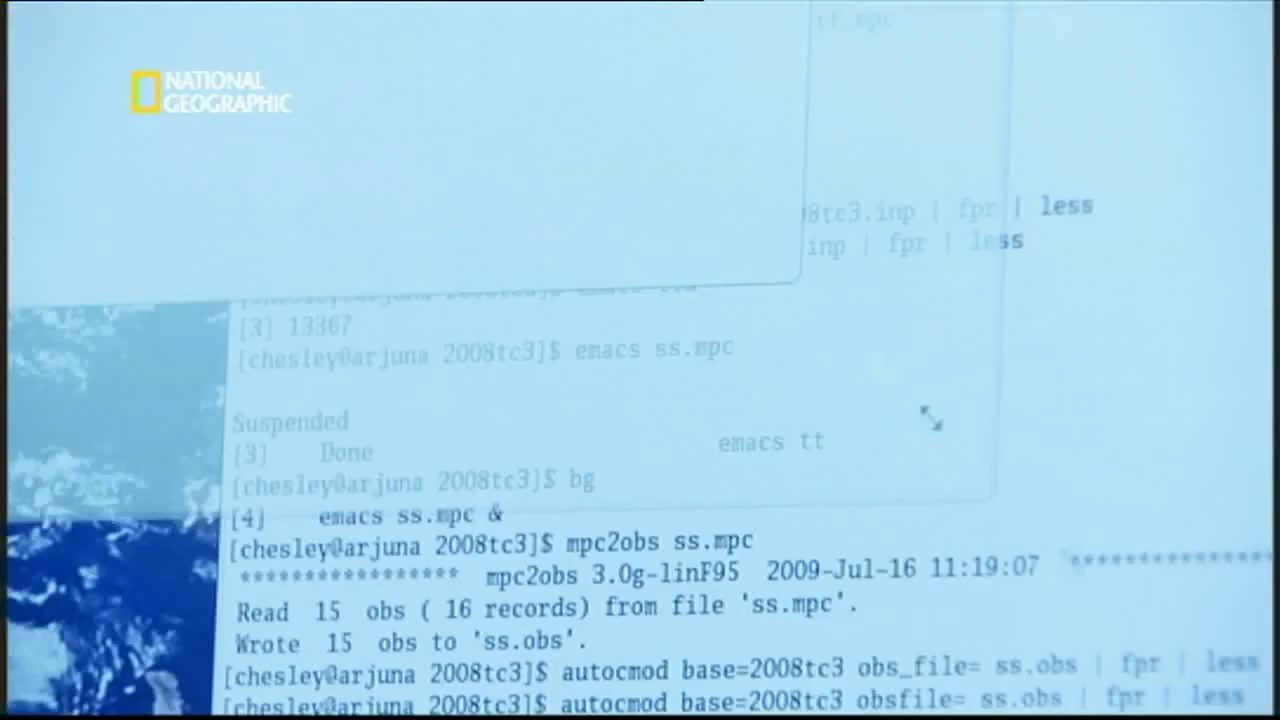 NATIONAL
GEOGRAPHIC
tt.mpc
8tc3.inp | fpr | less
inp | fpr | less
[3] 13367
[chesley@arjuna 2008tc3]$ emacs ss.mpc
Suspended
[3] Done emacs tt
[chesley@arjuna 2008tc3]$ bg
[4] emacs ss.mpc &
[chesley@arjuna 2008tc3]$ mpc2obs ss.mpc
***************** mpc2obs 3.0g-linF95 2009-Jul-16 11:19:07 ****************
Read 15 obs ( 16 records) from file 'ss.mpc'.
Wrote 15 obs to 'ss.obs'.
[chesley@arjuna 2008tc3]$ autocmod base=2008tc3 obs_file= ss.obs | fpr | less
[chesley@arjuna 2008tc3]$ autocmod base=2008tc3 obsfile= ss.obs | fpr | less